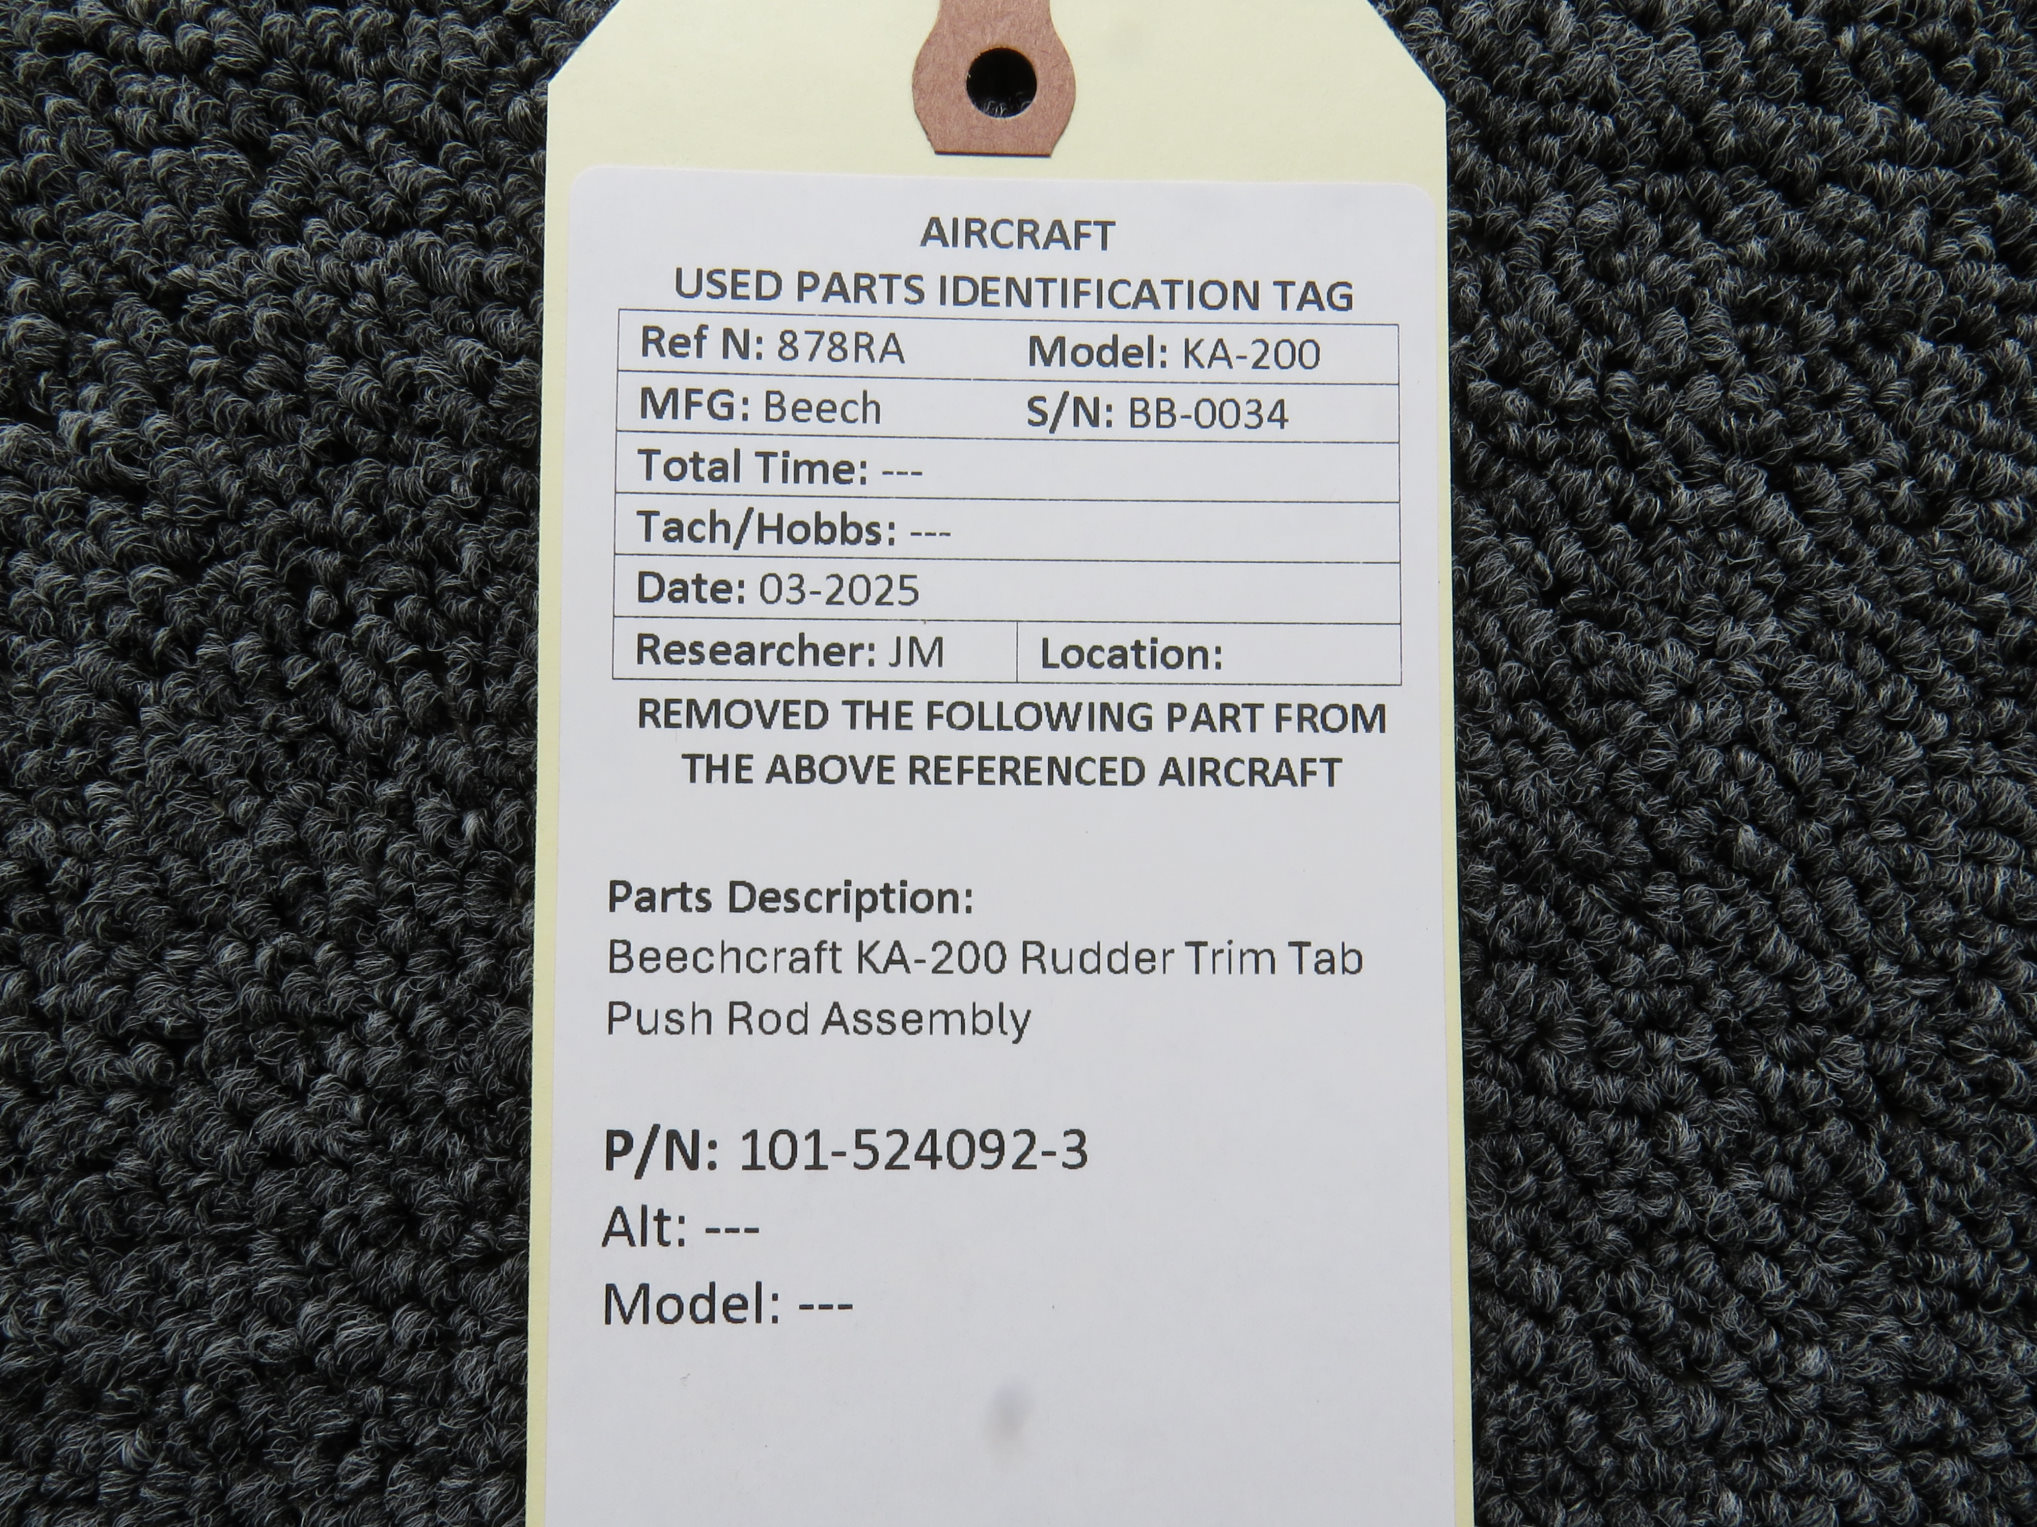 AIRCRAFT
USED PARTS IDENTIFICATION TAG
Ref N: 878RA Model: KA-200
MFG: Beech S/N: BB-0034
Total Time: ---
Tach/Hobbs: ---
Date: 03-2025
Researcher: JM Location:
REMOVED THE FOLLOWING PART FROM
THE ABOVE REFERENCED AIRCRAFT
Parts Description:
Beechcraft KA-200 Rudder Trim Tab
Push Rod Assembly
P/N: 101-524092-3
Alt: ---
Model: ---